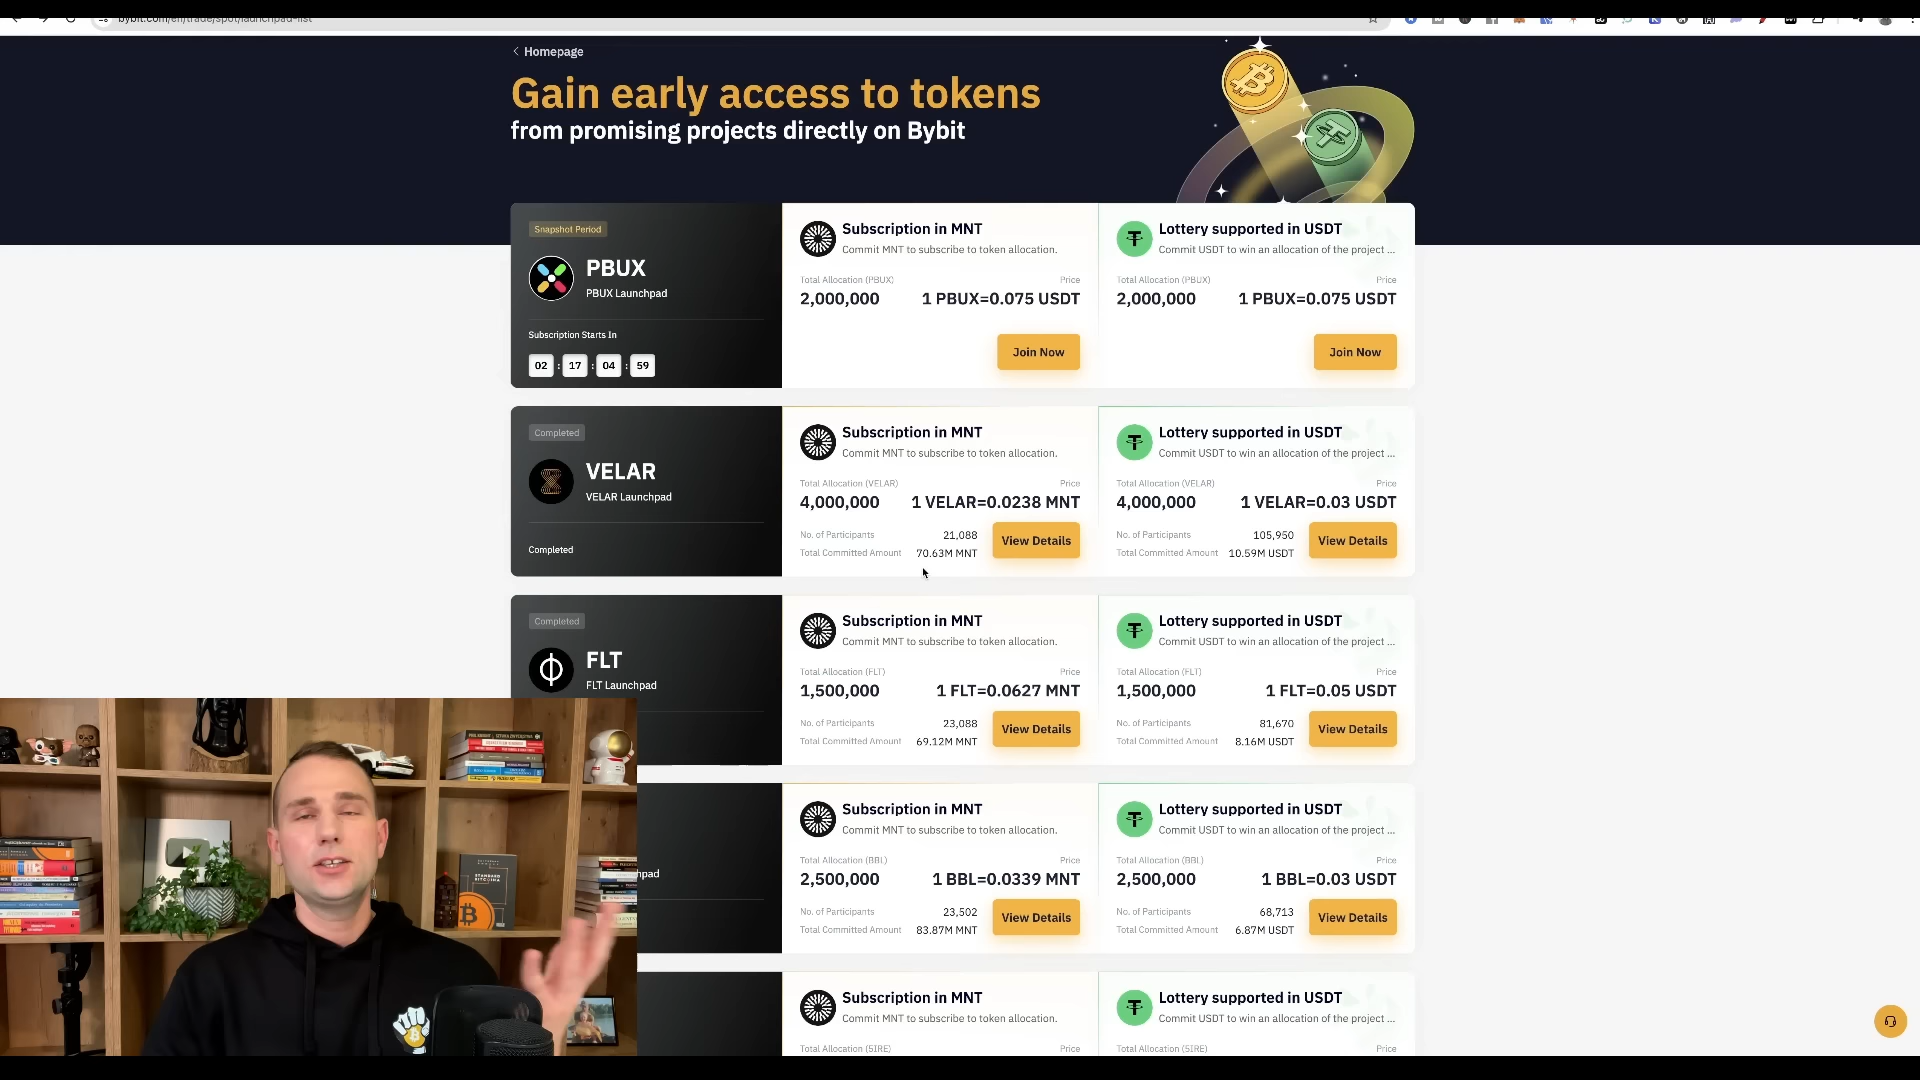 bybit.com/en/trade/spot/launchpad-list
Homepage
Gain early access to tokens
from promising projects directly on Bybit
Snapshot Period
PBUX
PBUX Launchpad
Subscription Starts In
02 : 17 : 04 : 59
Subscription in MNT
Commit MNT to subscribe to token allocation.
Total Allocation (PBUX) Price
2,000,000 1 PBUX=0.075 USDT
Join Now
Lottery supported in USDT
Commit USDT to win an allocation of the project ...
Total Allocation (PBUX) Price
2,000,000 1 PBUX=0.075 USDT
Join Now
Completed
VELAR
VELAR Launchpad
Completed
Subscription in MNT
Commit MNT to subscribe to token allocation.
Total Allocation (VELAR) Price
4,000,000 1 VELAR=0.0238 MNT
No. of Participants 21,088
Total Committed Amount 70.63M MNT
View Details
Lottery supported in USDT
Commit USDT to win an allocation of the project ...
Total Allocation (VELAR) Price
4,000,000 1 VELAR=0.03 USDT
No. of Participants 105,950
Total Committed Amount 10.59M USDT
View Details
Completed
FLT
FLT Launchpad
Subscription in MNT
Commit MNT to subscribe to token allocation.
Total Allocation (FLT) Price
1,500,000 1 FLT=0.0627 MNT
No. of Participants 23,088
Total Committed Amount 69.12M MNT
View Details
Lottery supported in USDT
Commit USDT to win an allocation of the project ...
Total Allocation (FLT) Price
1,500,000 1 FLT=0.05 USDT
No. of Participants 81,670
Total Committed Amount 8.16M USDT
View Details
hpad
Subscription in MNT
Commit MNT to subscribe to token allocation.
Total Allocation (BBL) Price
2,500,000 1 BBL=0.0339 MNT
No. of Participants 23,502
Total Committed Amount 83.87M MNT
View Details
Lottery supported in USDT
Commit USDT to win an allocation of the project ...
Total Allocation (BBL) Price
2,500,000 1 BBL=0.03 USDT
No. of Participants 68,713
Total Committed Amount 6.87M USDT
View Details
Subscription in MNT
Commit MNT to subscribe to token allocation.
Total Allocation (5IRE) Price
Lottery supported in USDT
Commit USDT to win an allocation of the project ...
Total Allocation (5IRE) Price
STANDARD
BITCOINA